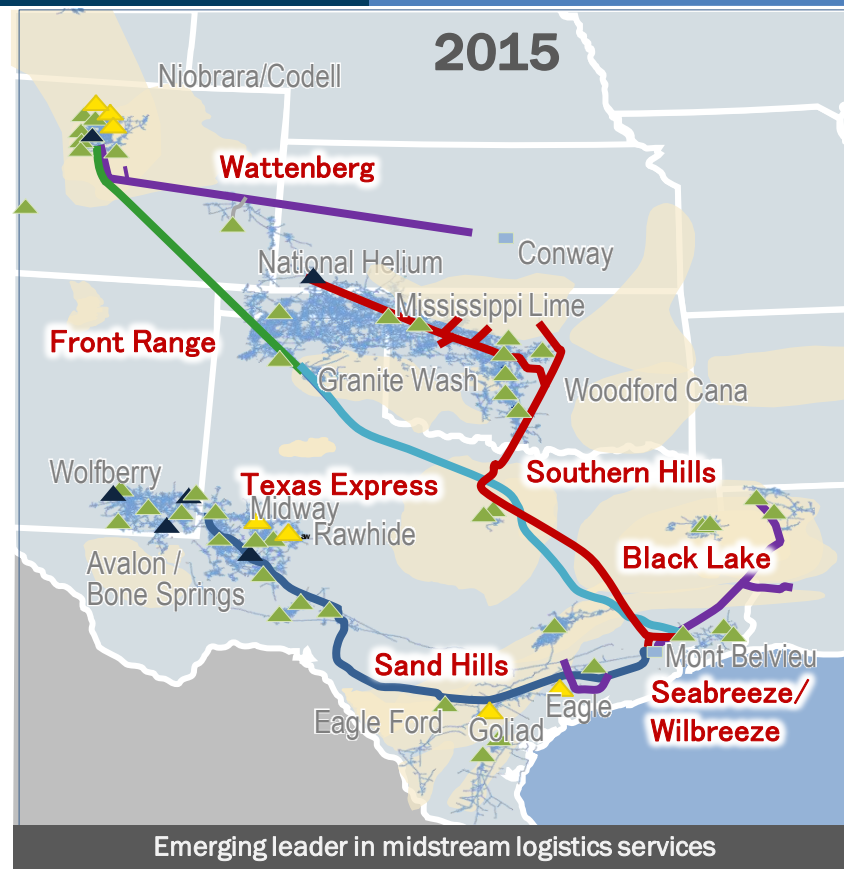 2015
Niobrara/Codell
Wattenberg
National Helium
Conway
Mississippi Lime
Front Range
Granite Wash
Woodford Cana
Wolfberry
Texas Express
Southern Hills
Midway
Rawhide
Avalon /
Bone Springs
Black Lake
Sand Hills
Mont Belvieu
Eagle Ford
Goliad
Eagle
Seabreeze/
Wilbreeze
Emerging leader in midstream logistics services